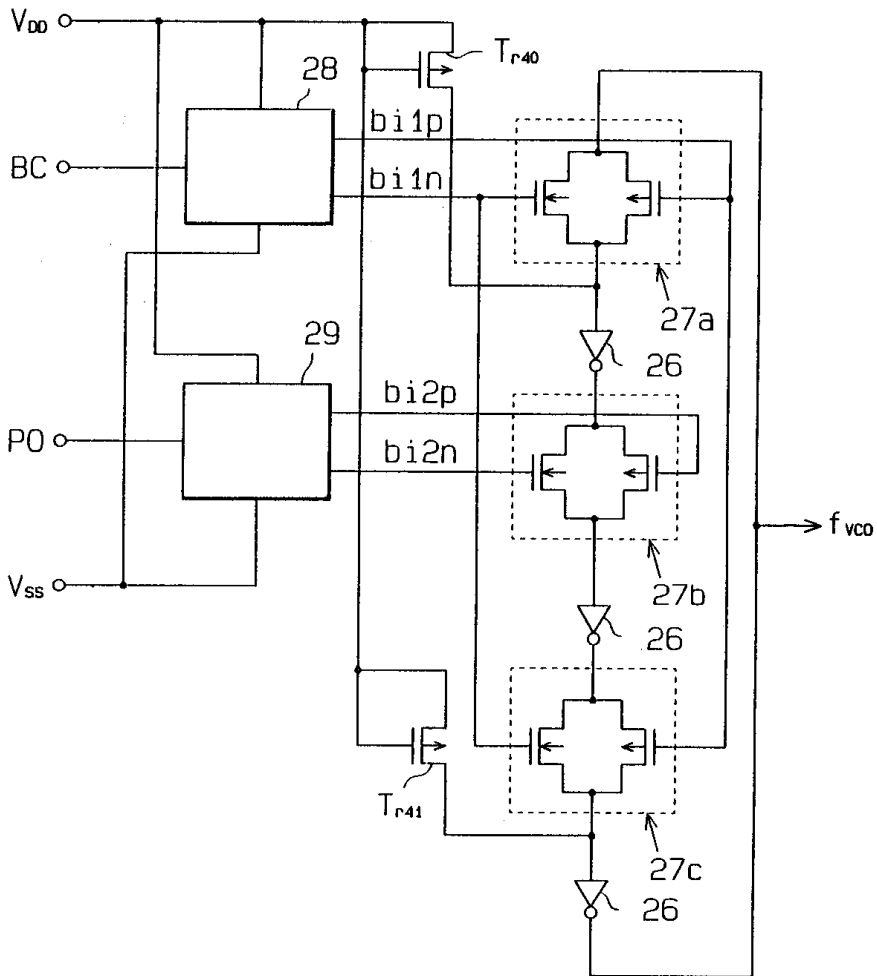 VDD
Tr40
28
bi1p
BC
bi1n
27a
26
29
bi2p
PO
bi2n
fVCO
VSS
27b
26
Tr41
27c
26